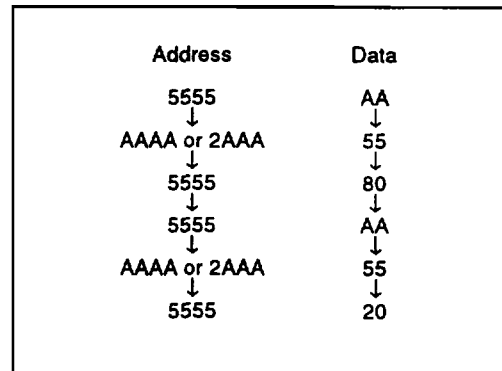 Address Data
5555 AA
↓ ↓
AAAA or 2AAA 55
↓ ↓
5555 80
↓ ↓
5555 AA
↓ ↓
AAAA or 2AAA 55
↓ ↓
5555 20